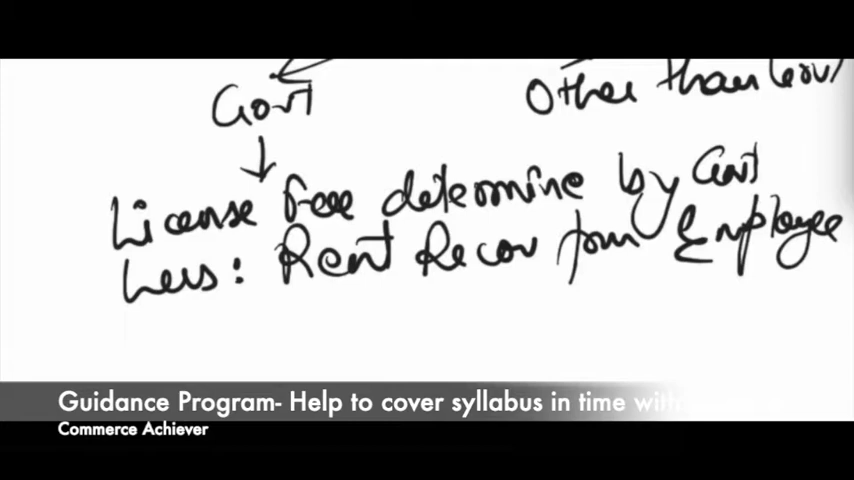 Govt
Other than Govt
License Fee determine by Govt
Less: Rent Recov from Employee
Guidance Program- Help to cover syllabus in time with
Commerce Achiever